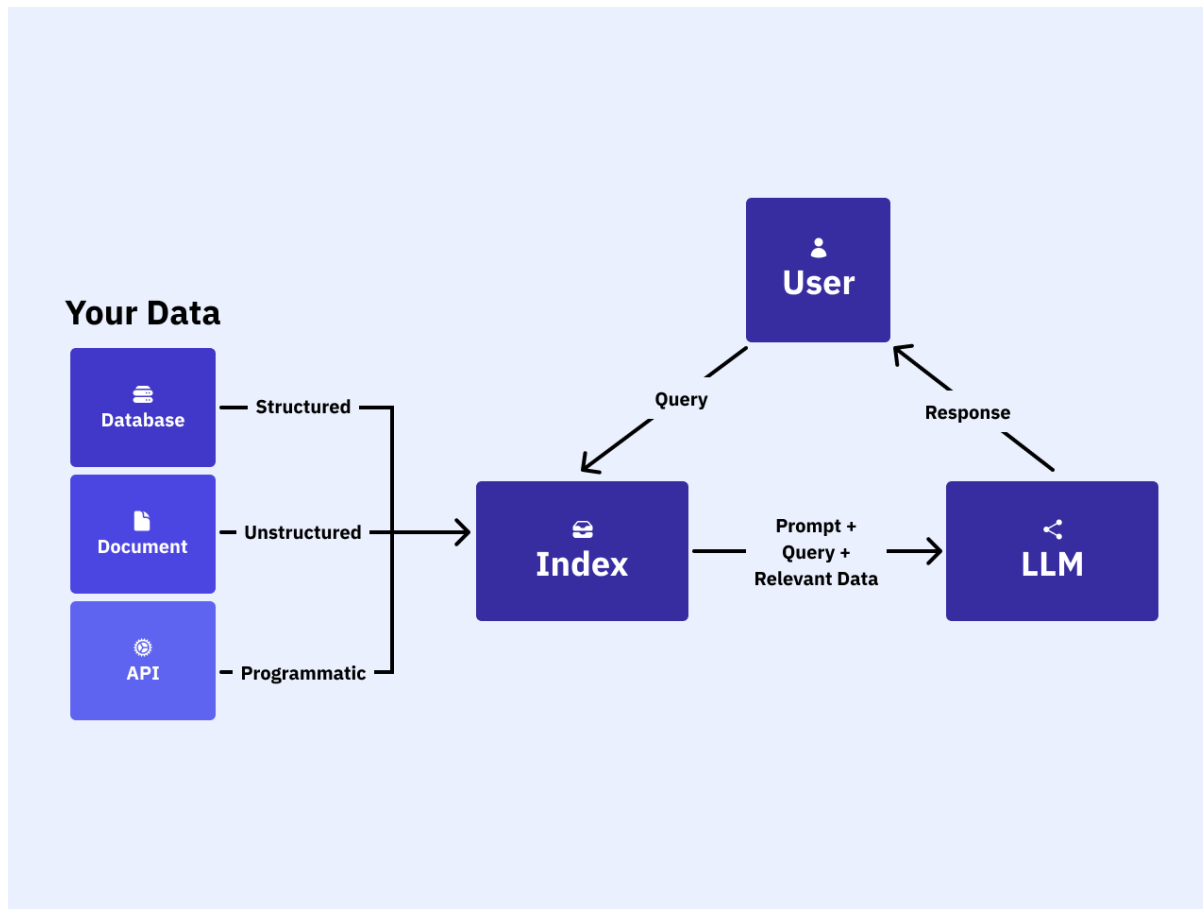 Your Data
Database
Structured
Document
Unstructured
API
Programmatic
User
Query
Response
Index
Prompt +
Query +
Relevant Data
LLM